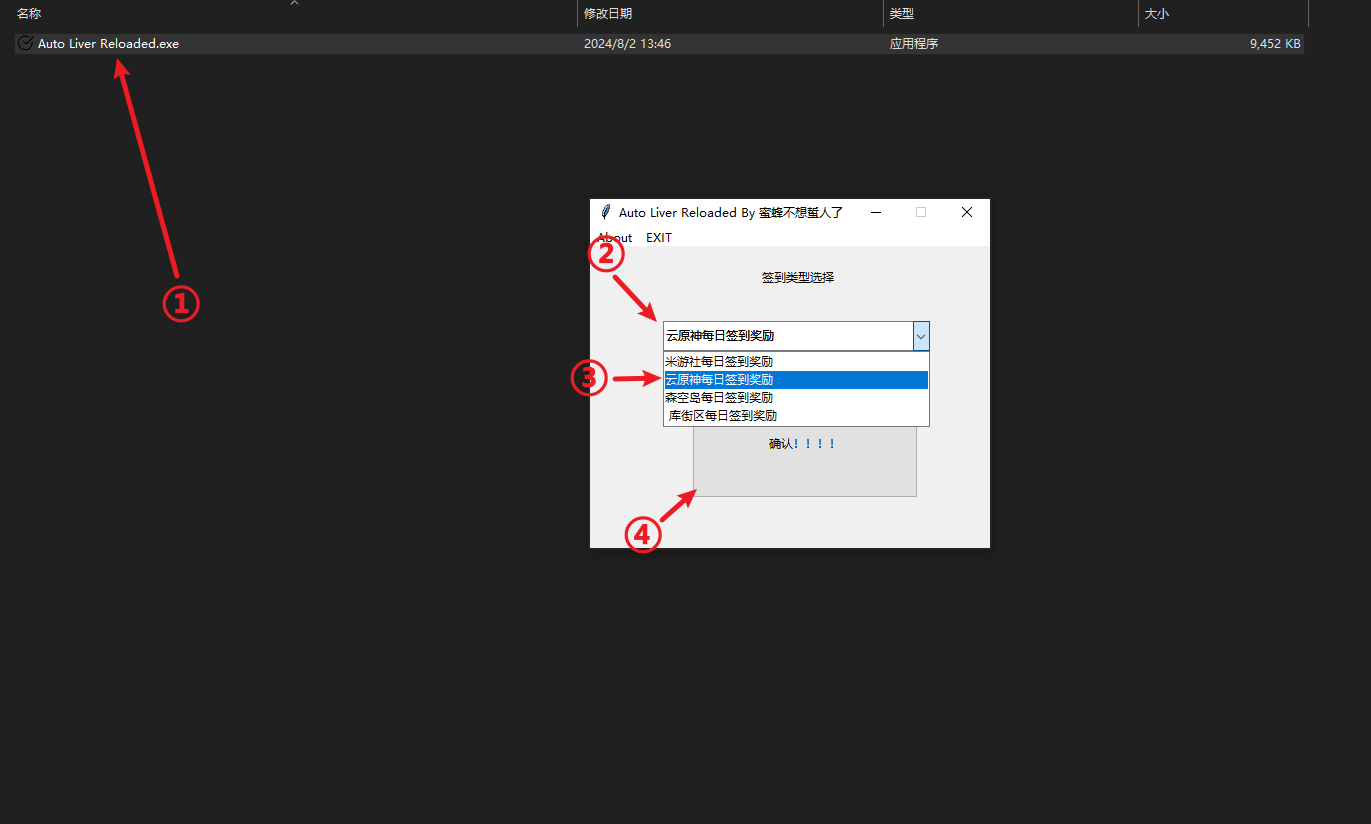 名称 修改日期 类型 大小
Auto Liver Reloaded.exe 2024/8/2 13:46 应用程序 9,452 KB
①
Auto Liver Reloaded By 蜜蜂不想蜇人了
About EXIT
②
签到类型选择
云原神每日签到奖励
米游社每日签到奖励
③
云原神每日签到奖励
森空岛每日签到奖励
库街区每日签到奖励
确认！！！！
④